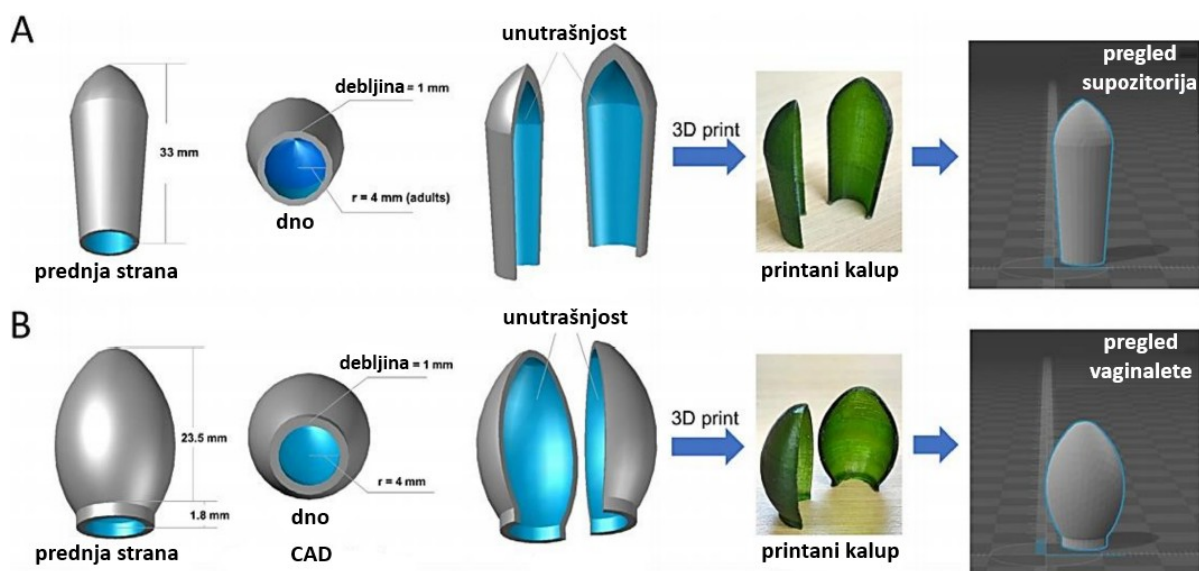 A
33 mm
prednja strana
debljina = 1 mm
r = 4 mm (adults)
dno
unutrašnjost
3D print
printani kalup
pregled
supozitorija
B
23.5 mm
1.8 mm
prednja strana
debljina = 1 mm
r = 4 mm
dno
CAD
unutrašnjost
3D print
printani kalup
pregled
vaginalete